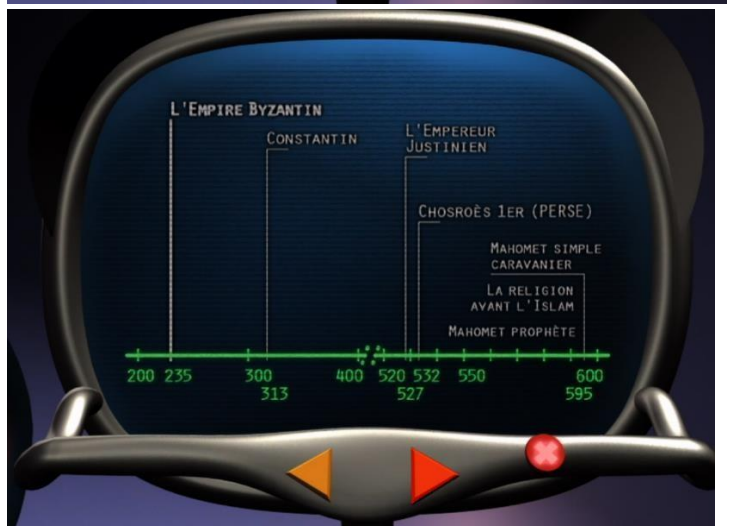 L'EMPIRE BYZANTIN
CONSTANTIN
L'EMPEREUR
JUSTINIEN
CHOSROÈS 1ER (PERSE)
MAHOMET SIMPLE
CARAVANIER
LA RELIGION
AVANT L'ISLAM
MAHOMET PROPHÈTE
200 235 300 400 520 532 550 600
313 527 595